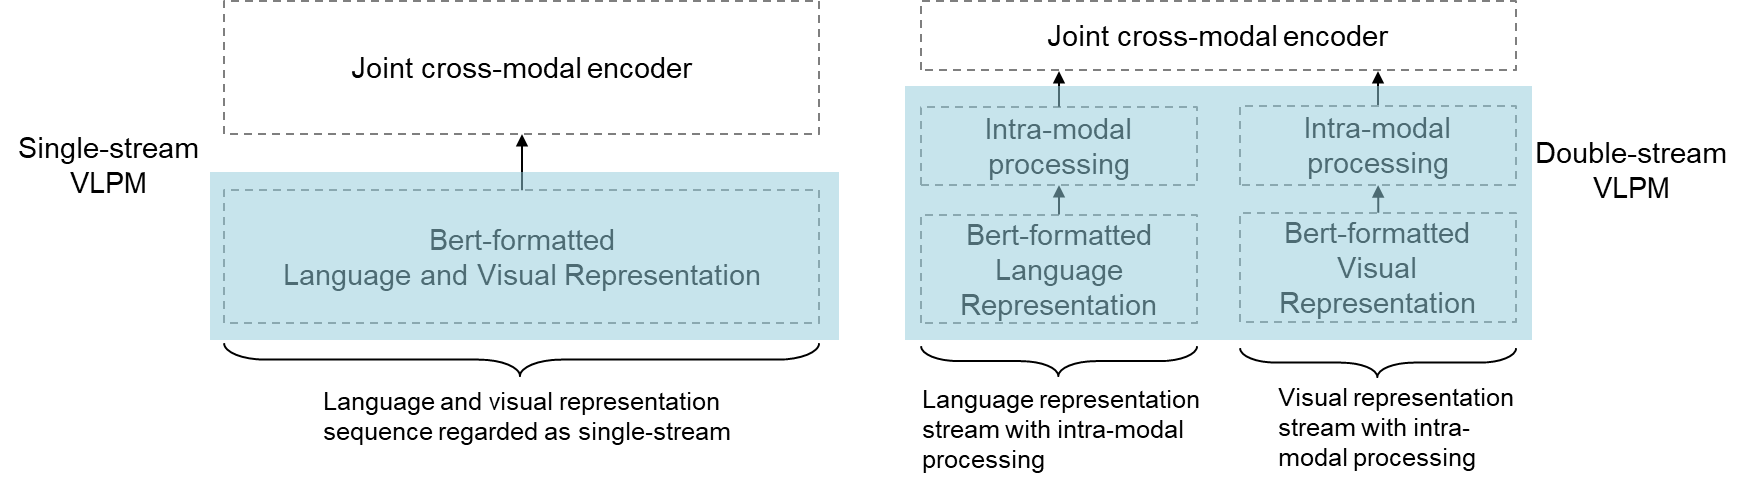 Joint cross-modal encoder
Single-stream
VLPM
Bert-formatted
Language and Visual Representation
Language and visual representation
sequence regarded as single-stream
Joint cross-modal encoder
Intra-modal
processing
Intra-modal
processing
Double-stream
VLPM
Bert-formatted
Language
Representation
Bert-formatted
Visual
Representation
Language representation
stream with intra-modal
processing
Visual representation
stream with intra-
modal processing